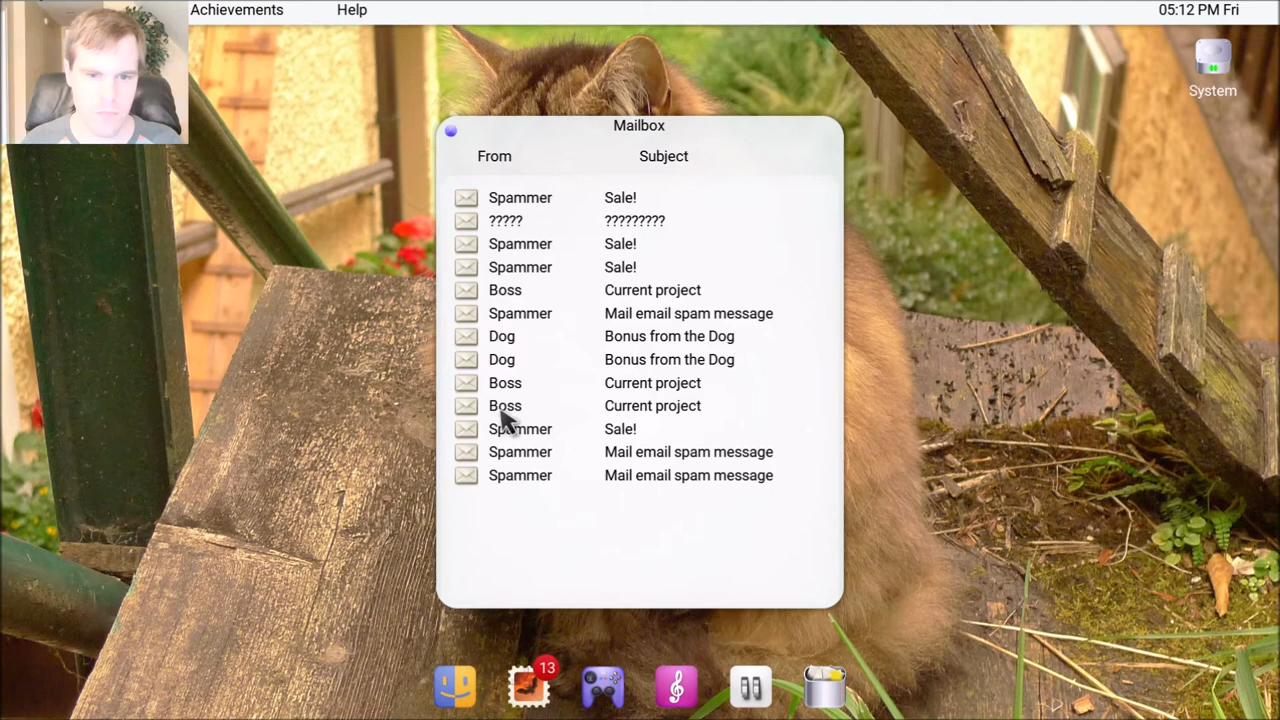 Achievements Help 05:12 PM Fri
System
Mailbox
From Subject
Spammer Sale!
????? ?????????
Spammer Sale!
Spammer Sale!
Boss Current project
Spammer Mail email spam message
Dog Bonus from the Dog
Dog Bonus from the Dog
Boss Current project
Boss Current project
Spammer Sale!
Spammer Mail email spam message
Spammer Mail email spam message
13